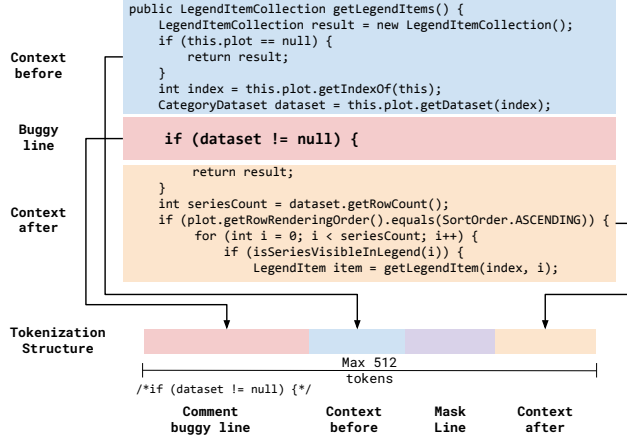 public LegendItemCollection getLegendItems() {
LegendItemCollection result = new LegendItemCollection();
if (this.plot == null) {
return result;
}
int index = this.plot.getIndexOf(this);
CategoryDataset dataset = this.plot.getDataset(index);
Context
before
Buggy
line
if (dataset != null) {
return result;
}
int seriesCount = dataset.getRowCount();
if (plot.getRowRenderingOrder().equals(SortOrder.ASCENDING)) {
for (int i = 0; i < seriesCount; i++) {
if (isSeriesVisibleInLegend(i)) {
LegendItem item = getLegendItem(index, i);
Context
after
Tokenization
Structure
Max 512
tokens
/*if (dataset != null) {*/
Comment
buggy line
Context
before
Mask
Line
Context
after